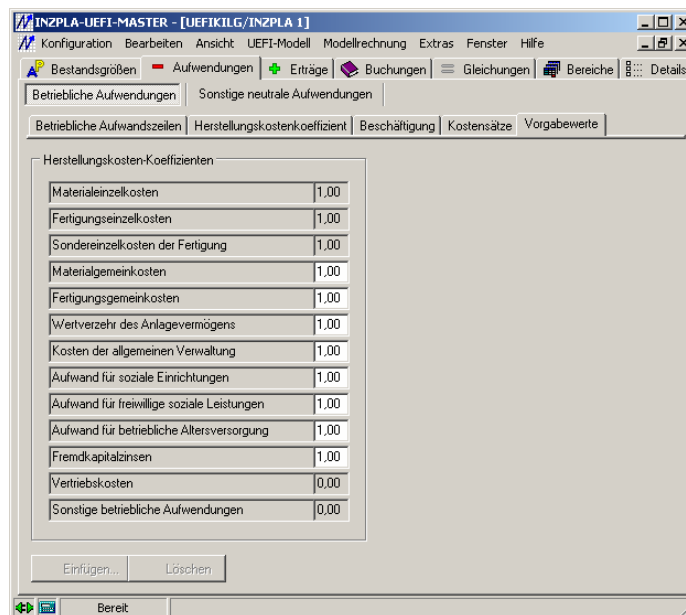 INZPLA-UEFI-MASTER - [UEFIKILG/INZPLA 1]
Konfiguration Bearbeiten Ansicht UEFI-Modell Modellrechnung Extras Fenster Hilfe
Bestandsgrößen Aufwendungen Erträge Buchungen Gleichungen Bereiche Details
Betriebliche Aufwendungen Sonstige neutrale Aufwendungen
Betriebliche Aufwandszeilen Herstellungskostenkoeffizient Beschäftigung Kostensätze Vorgabewerte
Herstellungskosten-Koeffizienten
Materialeinzelkosten 1,00
Fertigungseinzelkosten 1,00
Sondereinzelkosten der Fertigung 1,00
Materialgemeinkosten 1,00
Fertigungsgemeinkosten 1,00
Wertverzehr des Anlagevermögens 1,00
Kosten der allgemeinen Verwaltung 1,00
Aufwand für soziale Einrichtungen 1,00
Aufwand für freiwillige soziale Leistungen 1,00
Aufwand für betriebliche Altersversorgung 1,00
Fremdkapitalzinsen 1,00
Vertriebskosten 0,00
Sonstige betriebliche Aufwendungen 0,00
Einfügen... Löschen
Bereit